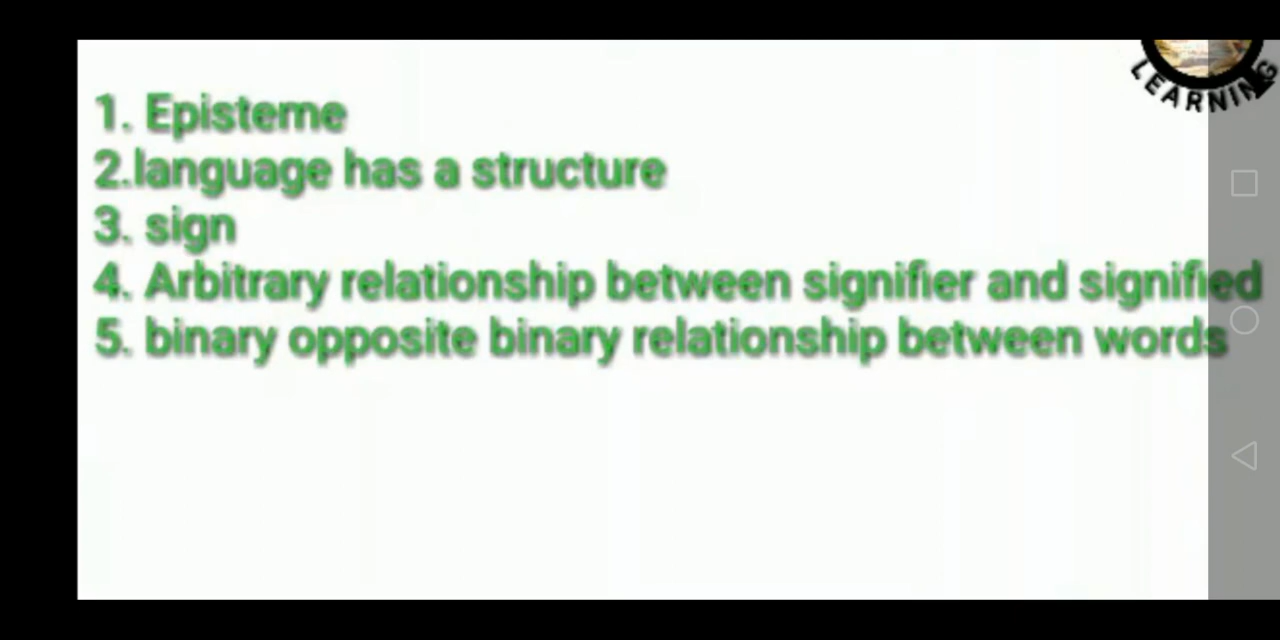 LEARNING
1. Episteme
2.language has a structure
3. sign
4. Arbitrary relationship between signifier and signified
5. binary opposite binary relationship between words